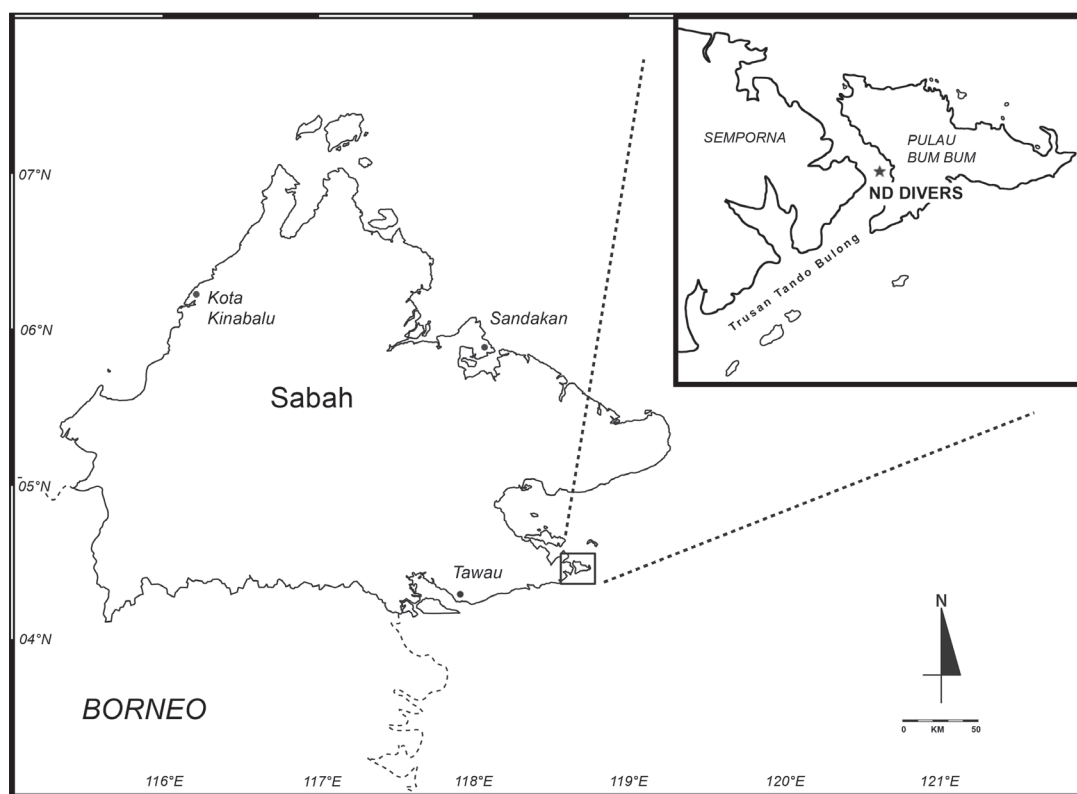 SEMPORNA
PULAU
BUM BUM
ND DIVERS
Trusan Tando Bulong
07°N
Kota
Kinabalu
06°N
Sandakan
Sabah
05°N
Tawau
04°N
N
BORNEO
0 KM 50
116°E 117°E 118°E 119°E 120°E 121°E